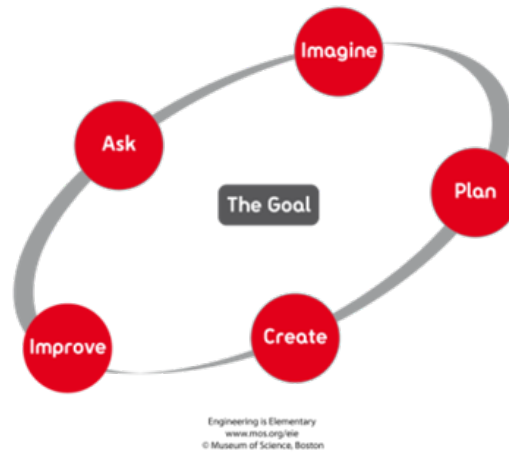 Imagine
Ask
Plan
The Goal
Create
Improve
Engineering is Elementary
www.mos.org/eie
© Museum of Science, Boston